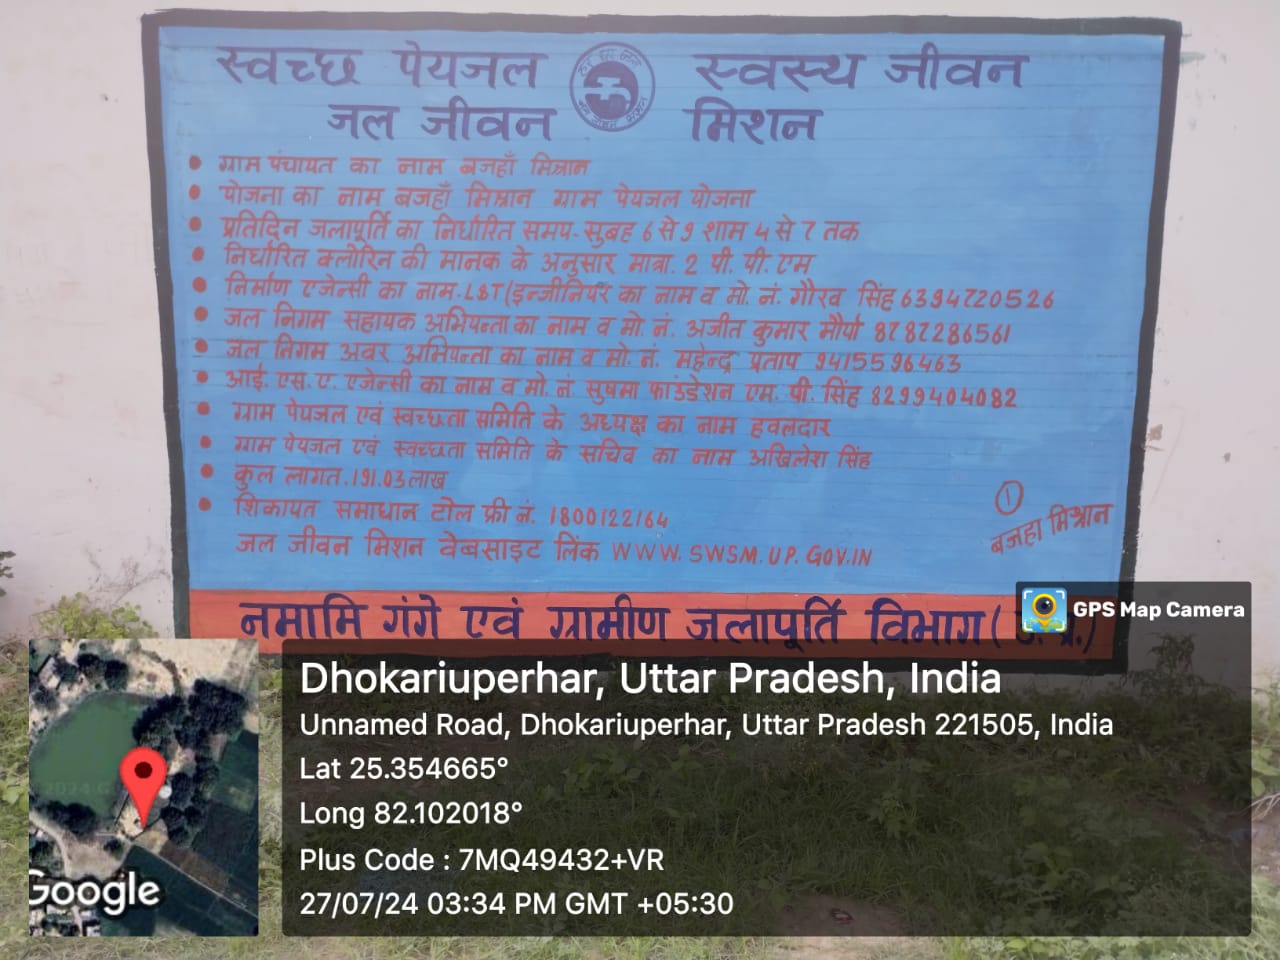 स्वच्छ पेयजल स्वस्थ जीवन
जल जीवन मिशन
• ग्राम पंचायत का नाम बजहाँ मिश्रान
• योजना का नाम बजहाँ मिश्रान ग्राम पेयजल योजना
• प्रतिदिन जलापूर्ति का निर्धारित समय-सुबह 6 से 9 शाम 4 से 7 तक
• निर्धारित क्लोरिन की मानक के अनुसार मात्रा. 2 पी. पी. एम
• निर्माण एजेन्सी का नाम.L&T(इन्जीनियर का नाम व मो. नं. गौरव सिंह 6394720526
• जल निगम सहायक अभियन्ता का नाम व मो. नं. अजीत कुमार मौर्या 8787286561
• जल निगम अवर अभियन्ता का नाम व मो. नं. महेन्द्र प्रताप 9415596463
• आई. एस. ए. एजेन्सी का नाम व मो. नं. सुषमा फाउंडेशन एम. पी. सिंह 8299404082
• ग्राम पेयजल एवं स्वच्छता समिति के अध्यक्ष का नाम हवलदार
• ग्राम पेयजल एवं स्वच्छता समिति के सचिव का नाम अखिलेश सिंह
• कुल लागत.191.03 लाख
• शिकायत समाधान टोल फ्री नं. 1800122164
जल जीवन मिशन वेबसाइट लिंक WWW.SWSM.UP.GOV.IN
1
बजहा मिश्रान
नमामि गंगे एवं ग्रामीण जलापूर्ति विभाग (उ.प्र.)
GPS Map Camera
Dhokariuperhar, Uttar Pradesh, India
Unnamed Road, Dhokariuperhar, Uttar Pradesh 221505, India
Lat 25.354665°
Long 82.102018°
Plus Code : 7MQ49432+VR
27/07/24 03:34 PM GMT +05:30
Google